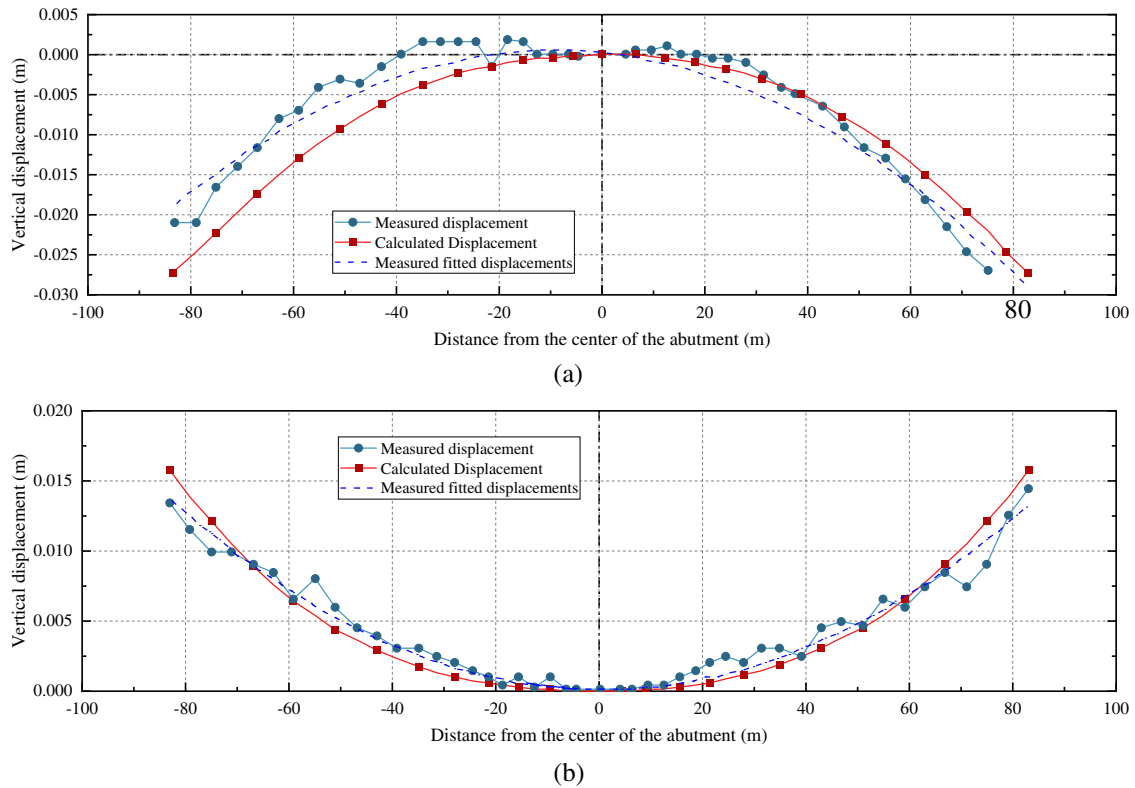 0.005
0.000
-0.005
-0.010
-0.015
-0.020
-0.025
-0.030
Vertical displacement (m)
Measured displacement
Calculated Displacement
Measured fitted displacements
-100 -80 -60 -40 -20 0 20 40 60 80 100
Distance from the center of the abutment (m)
(a)
0.020
0.015
0.010
0.005
0.000
Vertical displacement (m)
Measured displacement
Calculated Displacement
Measured fitted displacements
-100 -80 -60 -40 -20 0 20 40 60 80 100
Distance from the center of the abutment (m)
(b)